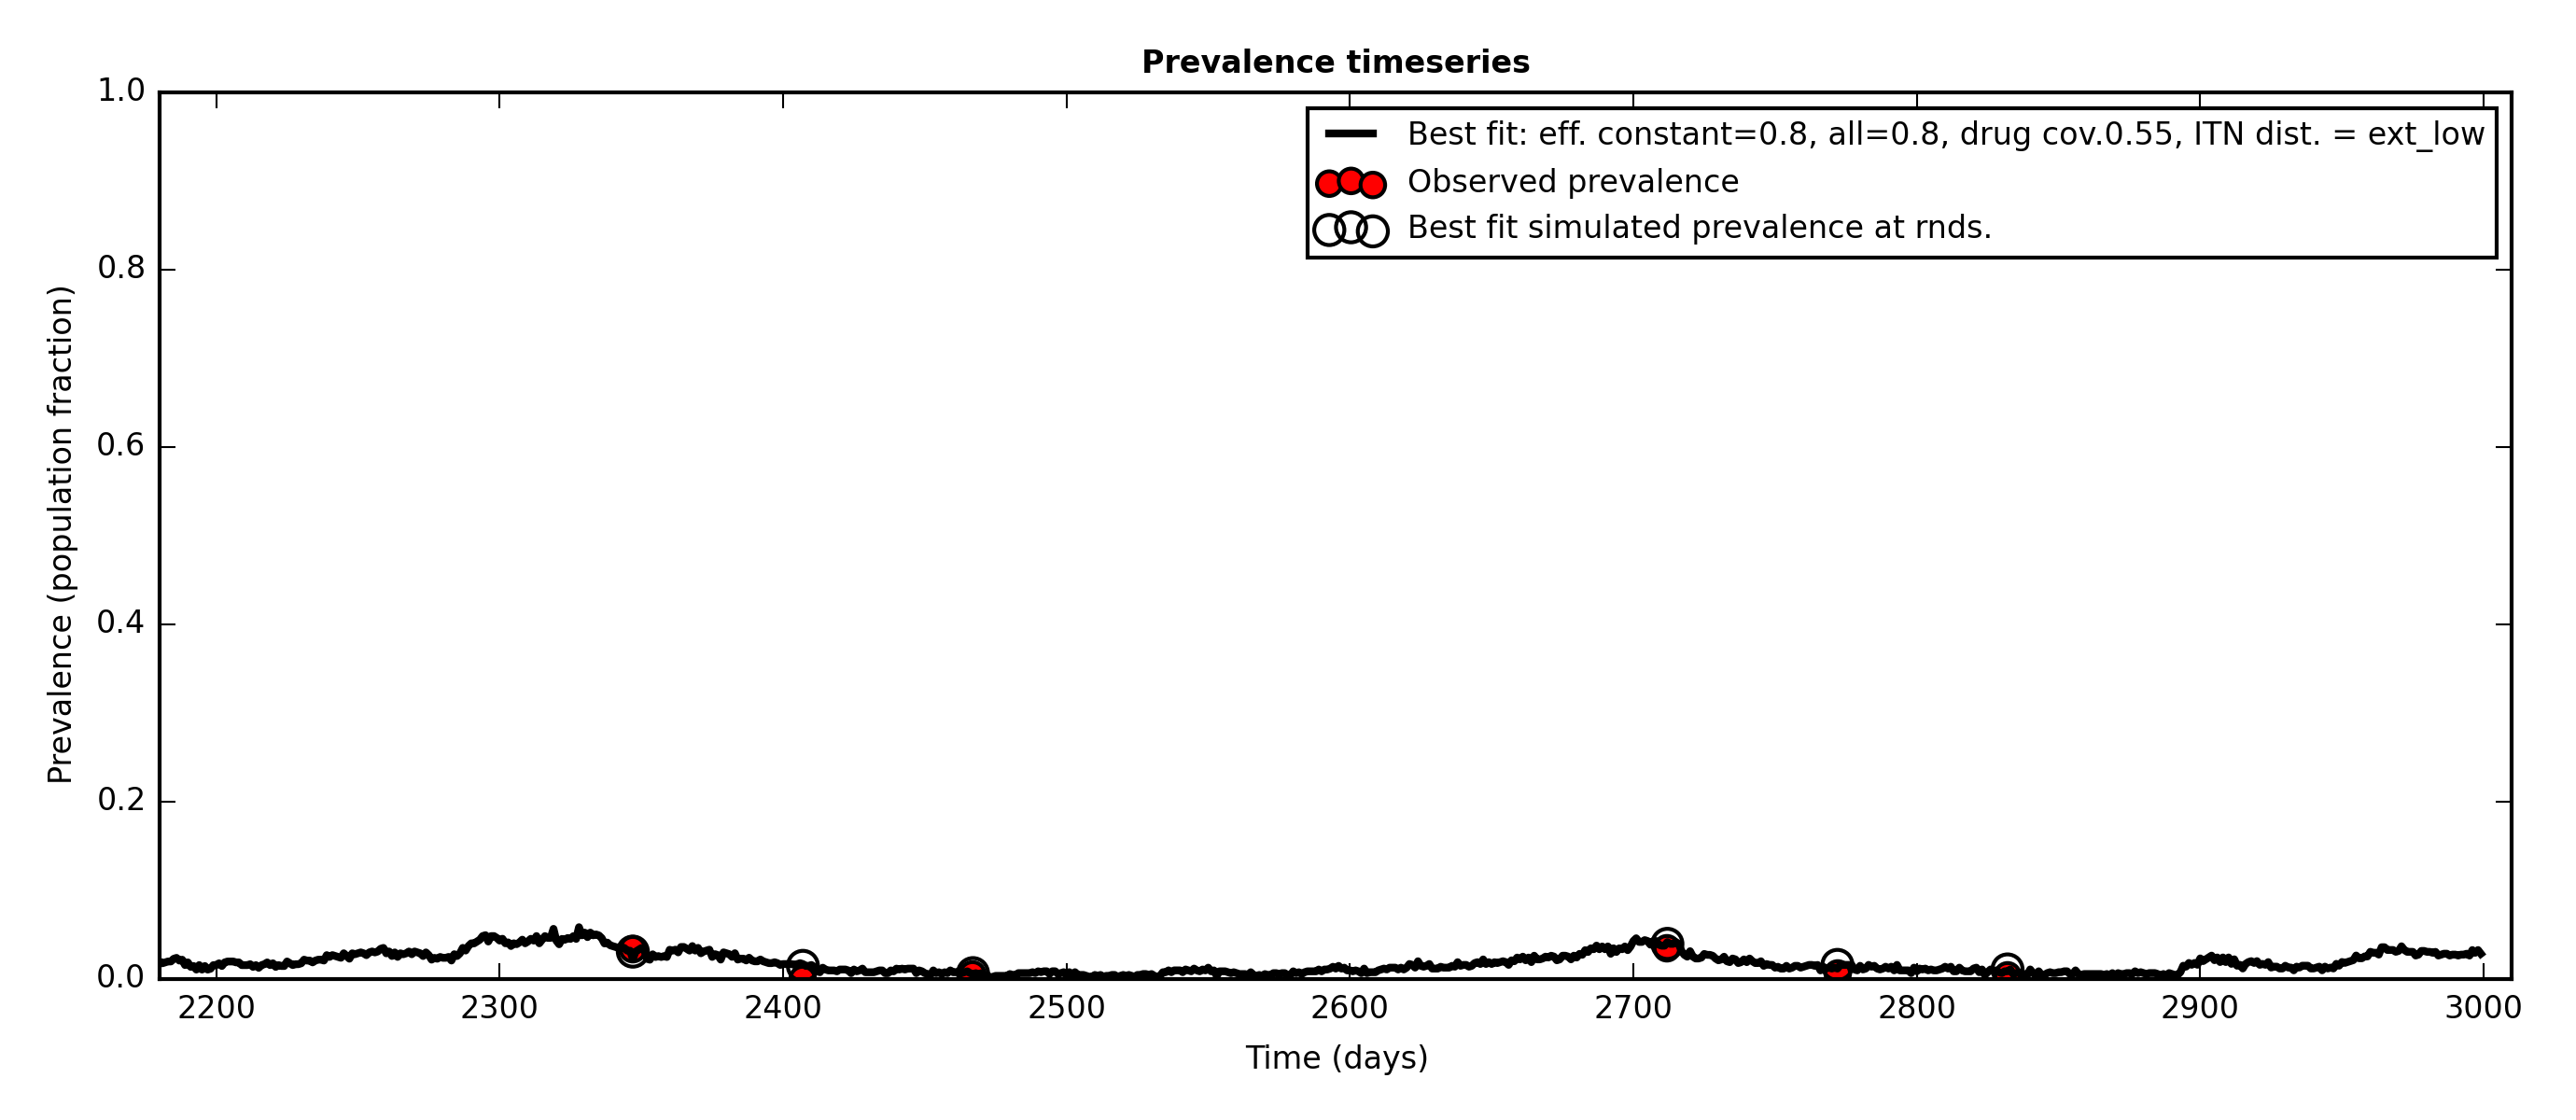 Prevalence timeseries
1.0
0.8
0.6
0.4
0.2
0.0
Prevalence (population fraction)
Best fit: eff. constant=0.8, all=0.8, drug cov.0.55, ITN dist. = ext_low
Observed prevalence
Best fit simulated prevalence at rnds.
2200 2300 2400 2500 2600 2700 2800 2900 3000
Time (days)